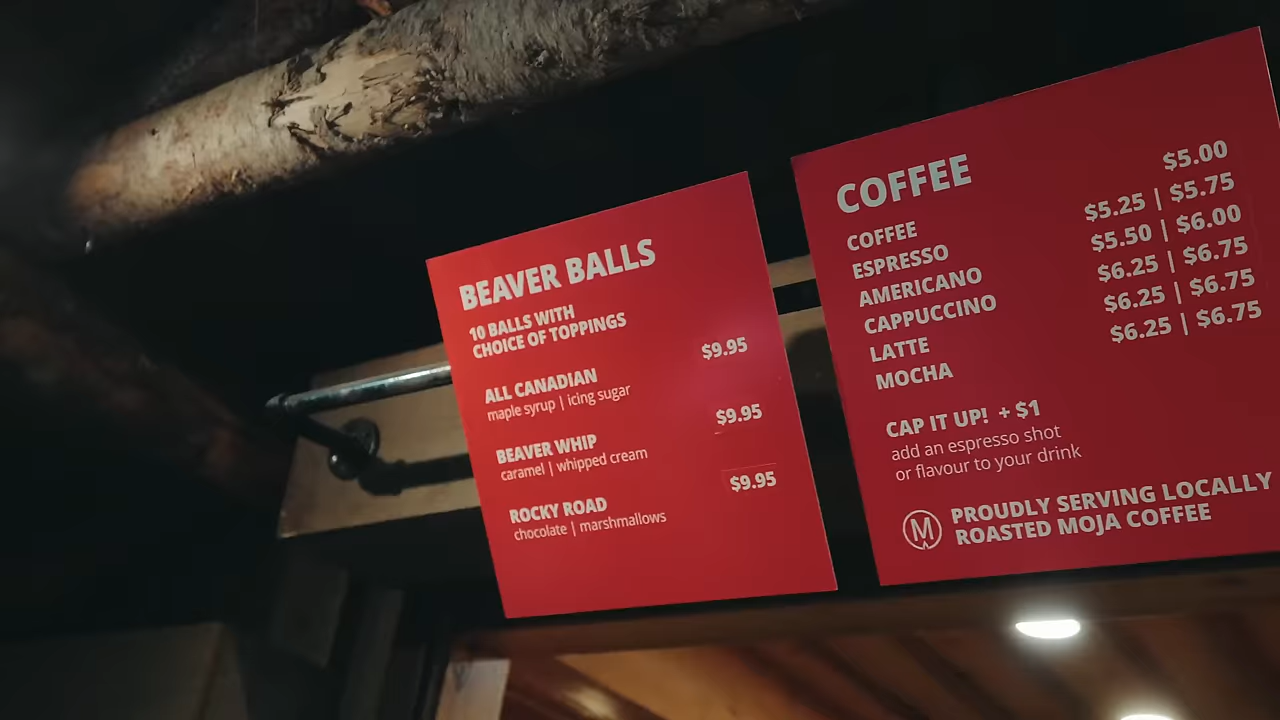 BEAVER BALLS
10 BALLS WITH
CHOICE OF TOPPINGS
ALL CANADIAN $9.95
maple syrup | icing sugar
BEAVER WHIP $9.95
caramel | whipped cream
ROCKY ROAD $9.95
chocolate | marshmallows
COFFEE
COFFEE $5.00
ESPRESSO $5.25 | $5.75
AMERICANO $5.50 | $6.00
CAPPUCCINO $6.25 | $6.75
LATTE $6.25 | $6.75
MOCHA $6.25 | $6.75
CAP IT UP! + $1
add an espresso shot
or flavour to your drink
M
PROUDLY SERVING LOCALLY
ROASTED MOJA COFFEE